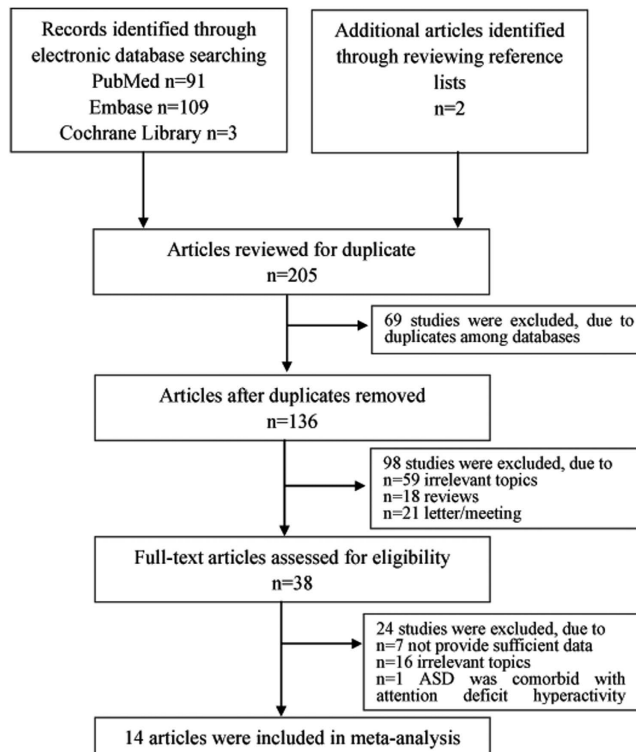 Records identified through
electronic database searching
PubMed n=91
Embase n=109
Cochrane Library n=3
Additional articles identified
through reviewing reference
lists
n=2
Articles reviewed for duplicate
n=205
69 studies were excluded, due to
duplicates among databases
Articles after duplicates removed
n=136
98 studies were excluded, due to
n=59 irrelevant topics
n=18 reviews
n=21 letter/meeting
Full-text articles assessed for eligibility
n=38
24 studies were excluded, due to
n=7 not provide sufficient data
n=16 irrelevant topics
n=1 ASD was comorbid with
attention deficit hyperactivity
14 articles were included in meta-analysis